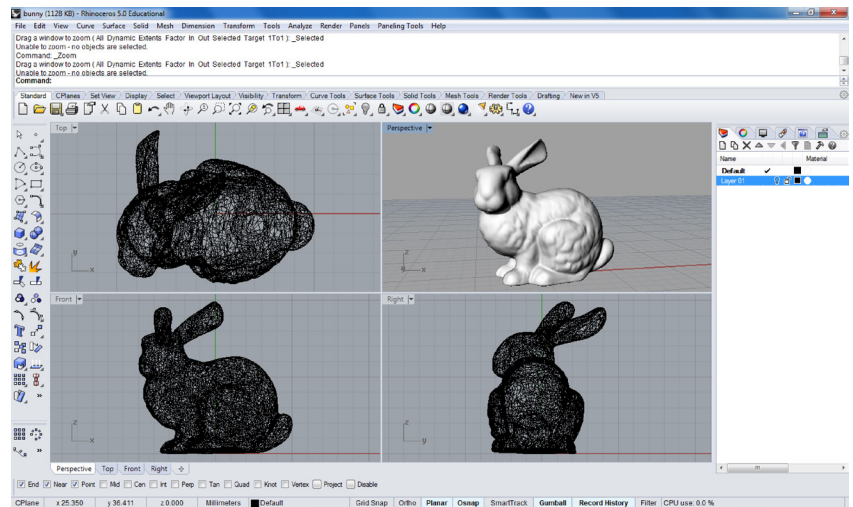 bunny (1128 KB) - Rhinoceros 5.0 Educational
File Edit View Curve Surface Solid Mesh Dimension Transform Tools Analyze Render Panels Paneling Tools Help
Drag a window to zoom ( All Dynamic Extents Factor In Out Selected Target 1To1 ): _Selected
Unable to zoom - no objects are selected.
Command: _Zoom
Drag a window to zoom ( All Dynamic Extents Factor In Out Selected Target 1To1 ): _Selected
Unable to zoom - no objects are selected.
Command:
Standard CPlanes Set View Display Select Viewport Layout Visibility Transform Curve Tools Surface Tools Solid Tools Mesh Tools Render Tools Drafting New in V5
Top
Perspective
Name Material
Default
Layer 01
y
x
z
y
x
Front
Right
z
x
z
y
Perspective Top Front Right
End Near Point Mid Cen Int Perp Tan Quad Knot Vertex Project Disable
CPlane x 25.350 y 36.411 z 0.000 Millimeters Default Grid Snap Ortho Planar Osnap SmartTrack Gumball Record History Filter CPU use: 0.0 %